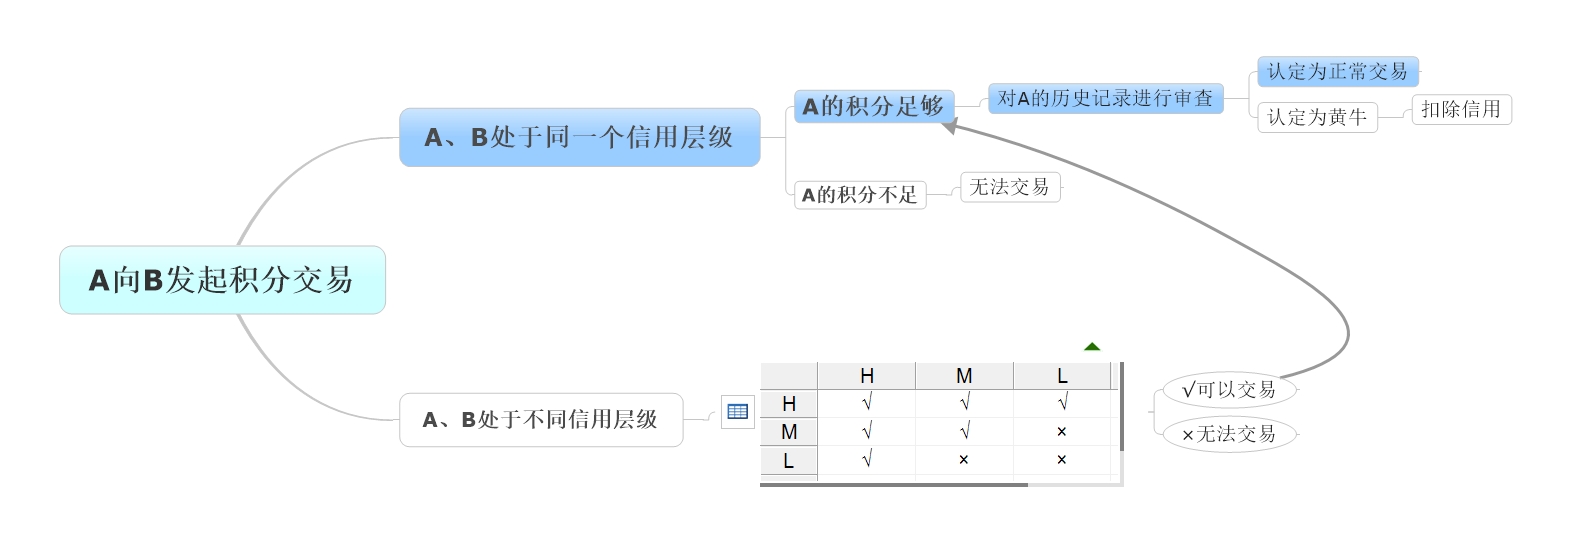 A向B发起积分交易
A、B处于同一个信用层级
A的积分足够
对A的历史记录进行审查
认定为正常交易
认定为黄牛
扣除信用
A的积分不足
无法交易
A、B处于不同信用层级
H M L
H √ √ √
M √ √ ×
L √ × ×
√可以交易
×无法交易